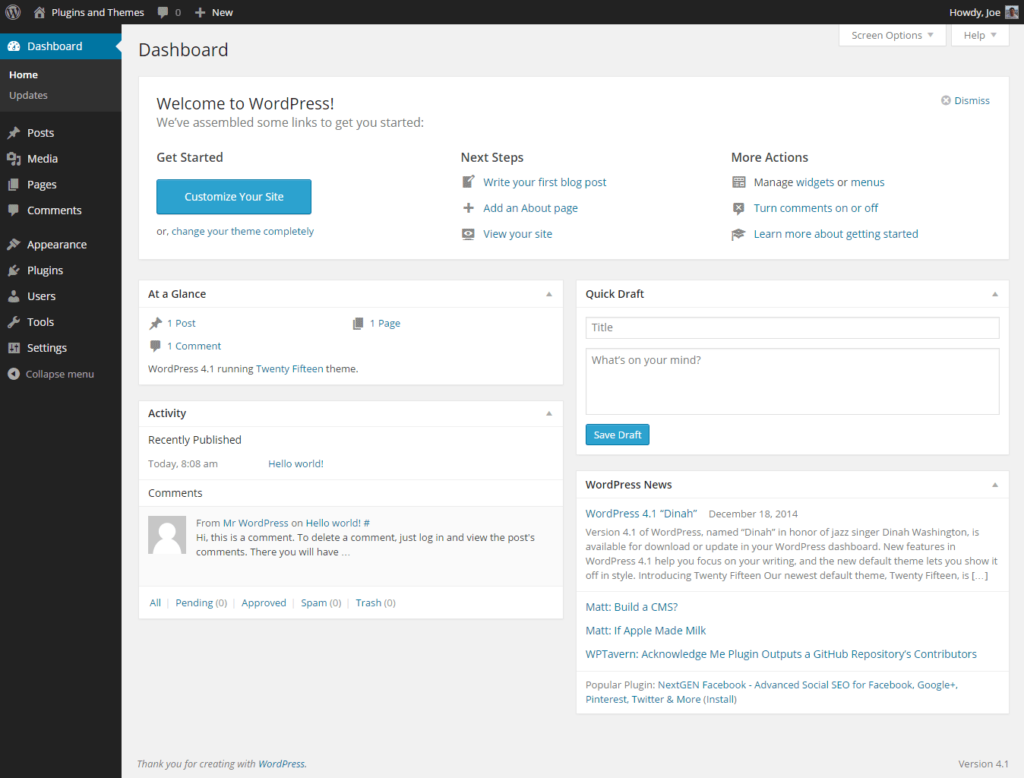 Plugins and Themes 0 New Howdy, Joe
Dashboard
Home
Updates
Posts
Media
Pages
Comments
Appearance
Plugins
Users
Tools
Settings
Collapse menu
Dashboard
Screen Options Help
Welcome to WordPress!
Dismiss
We've assembled some links to get you started:
Get Started
Customize Your Site
or, change your theme completely
Next Steps
Write your first blog post
Add an About page
View your site
More Actions
Manage widgets or menus
Turn comments on or off
Learn more about getting started
At a Glance
1 Post 1 Page
1 Comment
WordPress 4.1 running Twenty Fifteen theme.
Activity
Recently Published
Today, 8:08 am Hello world!
Comments
From Mr WordPress on Hello world! #
Hi, this is a comment. To delete a comment, just log in and view the post's
comments. There you will have …
All | Pending (0) | Approved | Spam (0) | Trash (0)
Quick Draft
Title
What's on your mind?
Save Draft
WordPress News
WordPress 4.1 “Dinah” December 18, 2014
Version 4.1 of WordPress, named “Dinah” in honor of jazz singer Dinah Washington, is
available for download or update in your WordPress dashboard. New features in
WordPress 4.1 help you focus on your writing, and the new default theme lets you show it
off in style. Introducing Twenty Fifteen Our newest default theme, Twenty Fifteen, is […]
Matt: Build a CMS?
Matt: If Apple Made Milk
WPTavern: Acknowledge Me Plugin Outputs a GitHub Repository's Contributors
Popular Plugin: NextGEN Facebook - Advanced Social SEO for Facebook, Google+,
Pinterest, Twitter & More (Install)
Thank you for creating with WordPress.
Version 4.1